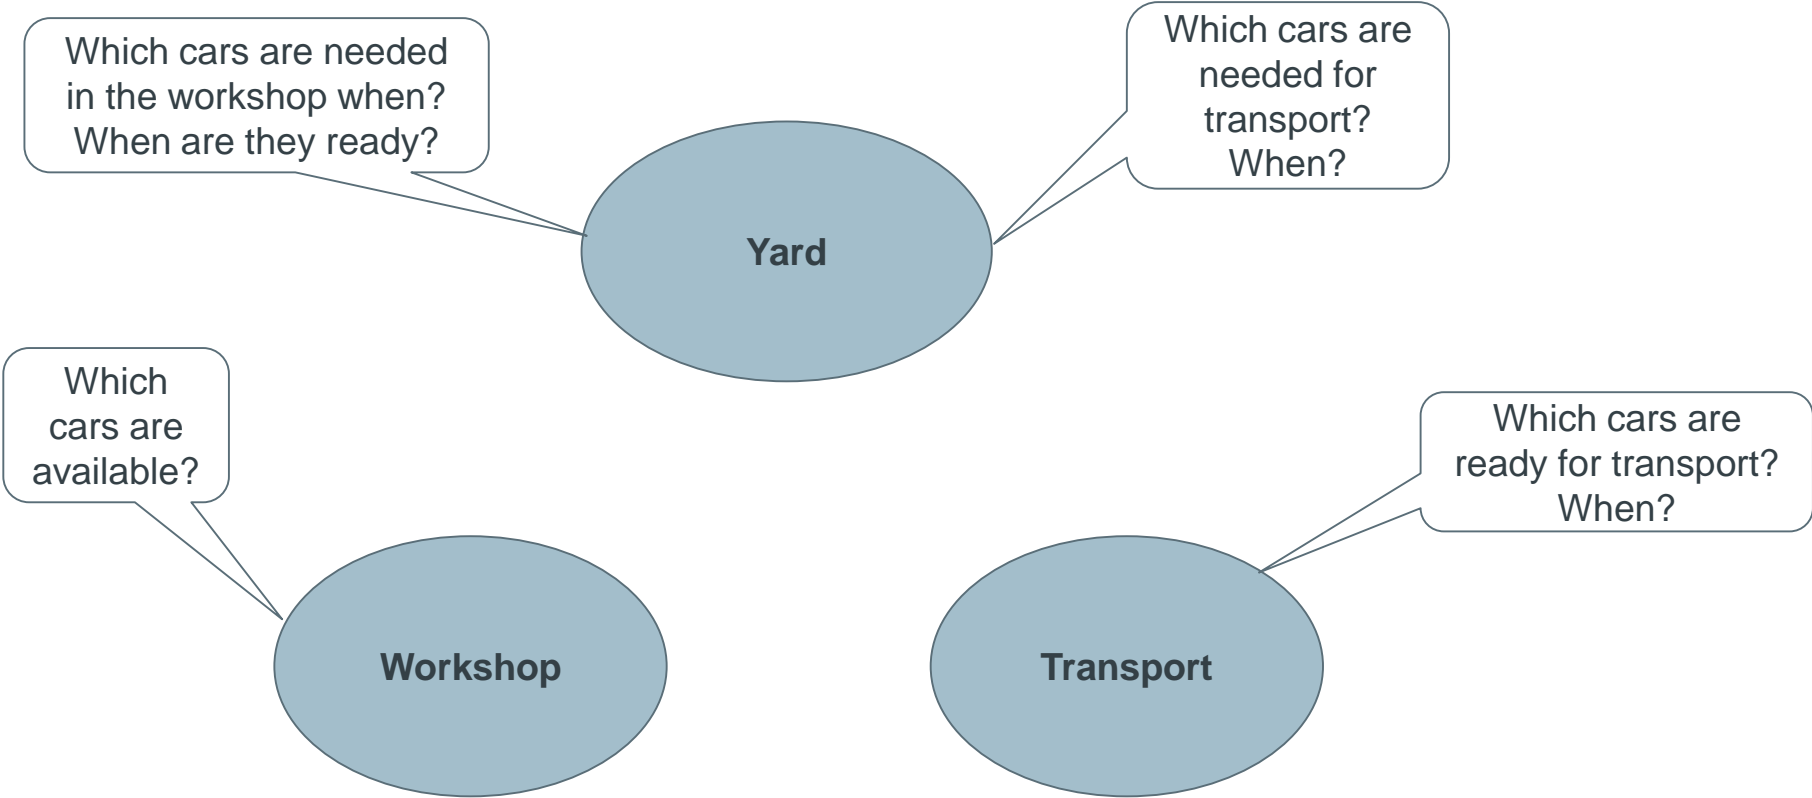 Which cars are needed
in the workshop when?
When are they ready?
Which cars are
needed for
transport?
When?
Yard
Which
cars are
available?
Which cars are
ready for transport?
When?
Workshop
Transport